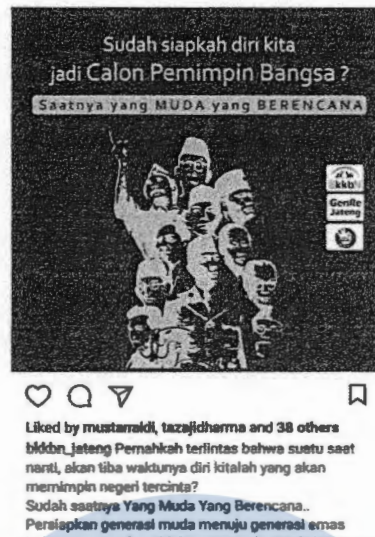 Sudah siapkah diri kita
jadi Calon Pemimpin Bangsa ?
Saatnya yang MUDA yang BERENCANA
kkb
GenRe
Jateng
Liked by mustarraldi, tazajidharma and 38 others
bkkbn_jateng Pernahkah terlintas bahwa suatu saat
nanti, akan tiba waktunya diri kitalah yang akan
memimpin negeri tercinta?
Sudah saatnya Yang Muda Yang Berencana..
Persiapkan generasi muda menuju generasi emas